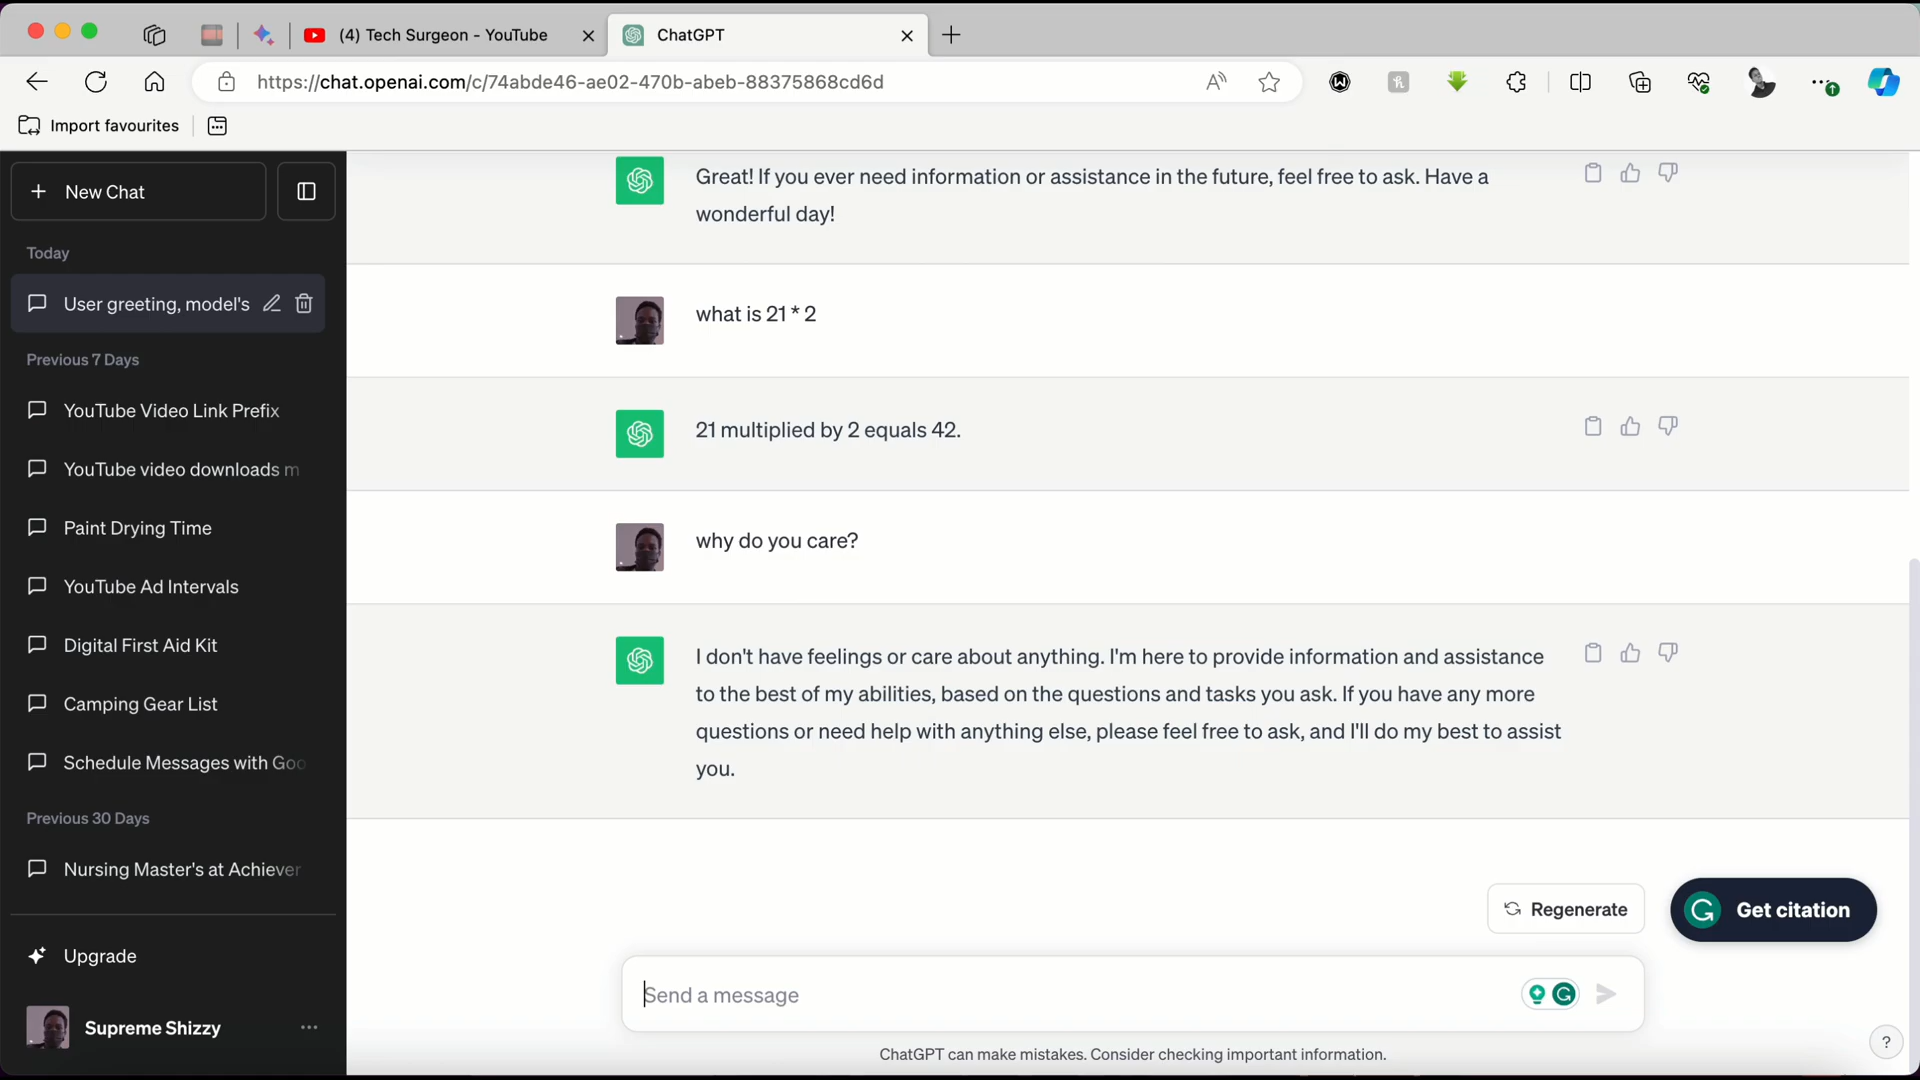 (4) Tech Surgeon - YouTube
ChatGPT
https://chat.openai.com/c/74abde46-ae02-470b-abeb-88375868cd6d
Import favourites
New Chat
Today
User greeting, model's
Previous 7 Days
YouTube Video Link Prefix
YouTube video downloads m
Paint Drying Time
YouTube Ad Intervals
Digital First Aid Kit
Camping Gear List
Schedule Messages with Goo
Previous 30 Days
Nursing Master's at Achiever
Upgrade
Supreme Shizzy
Great! If you ever need information or assistance in the future, feel free to ask. Have a
wonderful day!
what is 21 * 2
21 multiplied by 2 equals 42.
why do you care?
I don't have feelings or care about anything. I'm here to provide information and assistance
to the best of my abilities, based on the questions and tasks you ask. If you have any more
questions or need help with anything else, please feel free to ask, and I'll do my best to assist
you.
Regenerate
Get citation
Send a message
ChatGPT can make mistakes. Consider checking important information.
?